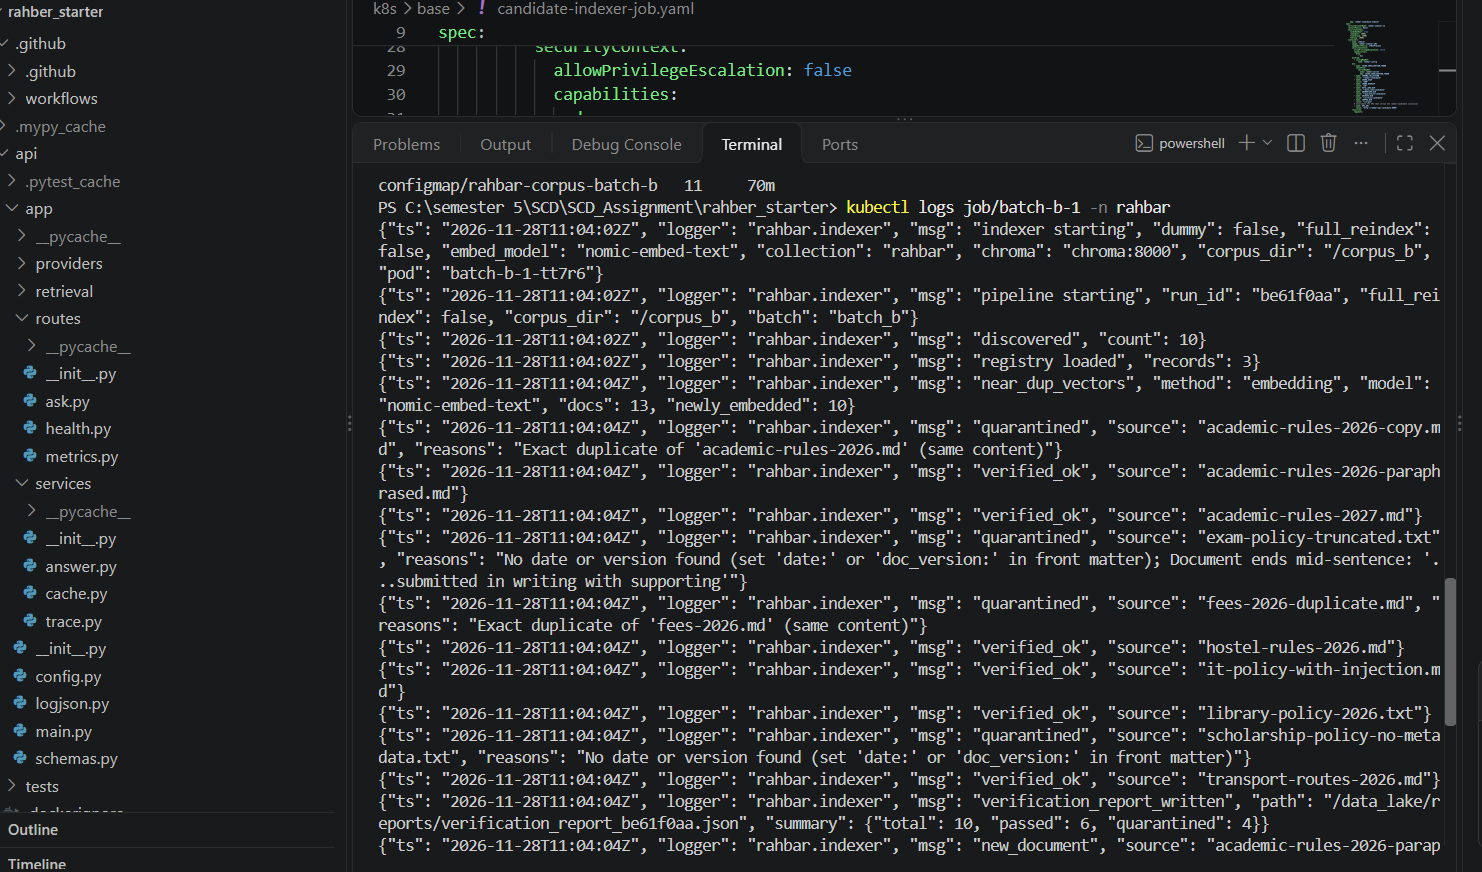 rahber_starter
.github
.github
workflows
.mypy_cache
api
.pytest_cache
app
__pycache__
providers
retrieval
routes
__pycache__
__init__.py
ask.py
health.py
metrics.py
services
__pycache__
__init__.py
answer.py
cache.py
trace.py
__init__.py
config.py
logjson.py
main.py
schemas.py
tests
.dockerignore
Outline
Timeline
k8s > base > ! candidate-indexer-job.yaml
9 spec:
28 securityContext:
29 allowPrivilegeEscalation: false
30 capabilities:
31
Problems Output Debug Console Terminal Ports
powershell
configmap/rahbar-corpus-batch-b 11 70m
PS C:\semester 5\SCD\SCD_Assignment\rahber_starter> kubectl logs job/batch-b-1 -n rahbar
{"ts": "2026-11-28T11:04:02Z", "logger": "rahbar.indexer", "msg": "indexer starting", "dummy": false, "full_reindex":
false, "embed_model": "nomic-embed-text", "collection": "rahbar", "chroma": "chroma:8000", "corpus_dir": "/corpus_b",
"pod": "batch-b-1-tt7r6"}
{"ts": "2026-11-28T11:04:02Z", "logger": "rahbar.indexer", "msg": "pipeline starting", "run_id": "be61f0aa", "full_rei
ndex": false, "corpus_dir": "/corpus_b", "batch": "batch_b"}
{"ts": "2026-11-28T11:04:02Z", "logger": "rahbar.indexer", "msg": "discovered", "count": 10}
{"ts": "2026-11-28T11:04:02Z", "logger": "rahbar.indexer", "msg": "registry loaded", "records": 3}
{"ts": "2026-11-28T11:04:04Z", "logger": "rahbar.indexer", "msg": "near_dup_vectors", "method": "embedding", "model":
"nomic-embed-text", "docs": 13, "newly_embedded": 10}
{"ts": "2026-11-28T11:04:04Z", "logger": "rahbar.indexer", "msg": "quarantined", "source": "academic-rules-2026-copy.m
d", "reasons": "Exact duplicate of 'academic-rules-2026.md' (same content)"}
{"ts": "2026-11-28T11:04:04Z", "logger": "rahbar.indexer", "msg": "verified_ok", "source": "academic-rules-2026-paraph
rased.md"}
{"ts": "2026-11-28T11:04:04Z", "logger": "rahbar.indexer", "msg": "verified_ok", "source": "academic-rules-2027.md"}
{"ts": "2026-11-28T11:04:04Z", "logger": "rahbar.indexer", "msg": "quarantined", "source": "exam-policy-truncated.txt"
, "reasons": "No date or version found (set 'date:' or 'doc_version:' in front matter); Document ends mid-sentence: '.
..submitted in writing with supporting'"}
{"ts": "2026-11-28T11:04:04Z", "logger": "rahbar.indexer", "msg": "quarantined", "source": "fees-2026-duplicate.md", "
reasons": "Exact duplicate of 'fees-2026.md' (same content)"}
{"ts": "2026-11-28T11:04:04Z", "logger": "rahbar.indexer", "msg": "verified_ok", "source": "hostel-rules-2026.md"}
{"ts": "2026-11-28T11:04:04Z", "logger": "rahbar.indexer", "msg": "verified_ok", "source": "it-policy-with-injection.m
d"}
{"ts": "2026-11-28T11:04:04Z", "logger": "rahbar.indexer", "msg": "verified_ok", "source": "library-policy-2026.txt"}
{"ts": "2026-11-28T11:04:04Z", "logger": "rahbar.indexer", "msg": "quarantined", "source": "scholarship-policy-no-meta
data.txt", "reasons": "No date or version found (set 'date:' or 'doc_version:' in front matter)"}
{"ts": "2026-11-28T11:04:04Z", "logger": "rahbar.indexer", "msg": "verified_ok", "source": "transport-routes-2026.md"}
{"ts": "2026-11-28T11:04:04Z", "logger": "rahbar.indexer", "msg": "verification_report_written", "path": "/data_lake/r
eports/verification_report_be61f0aa.json", "summary": {"total": 10, "passed": 6, "quarantined": 4}}
{"ts": "2026-11-28T11:04:04Z", "logger": "rahbar.indexer", "msg": "new_document", "source": "academic-rules-2026-parap